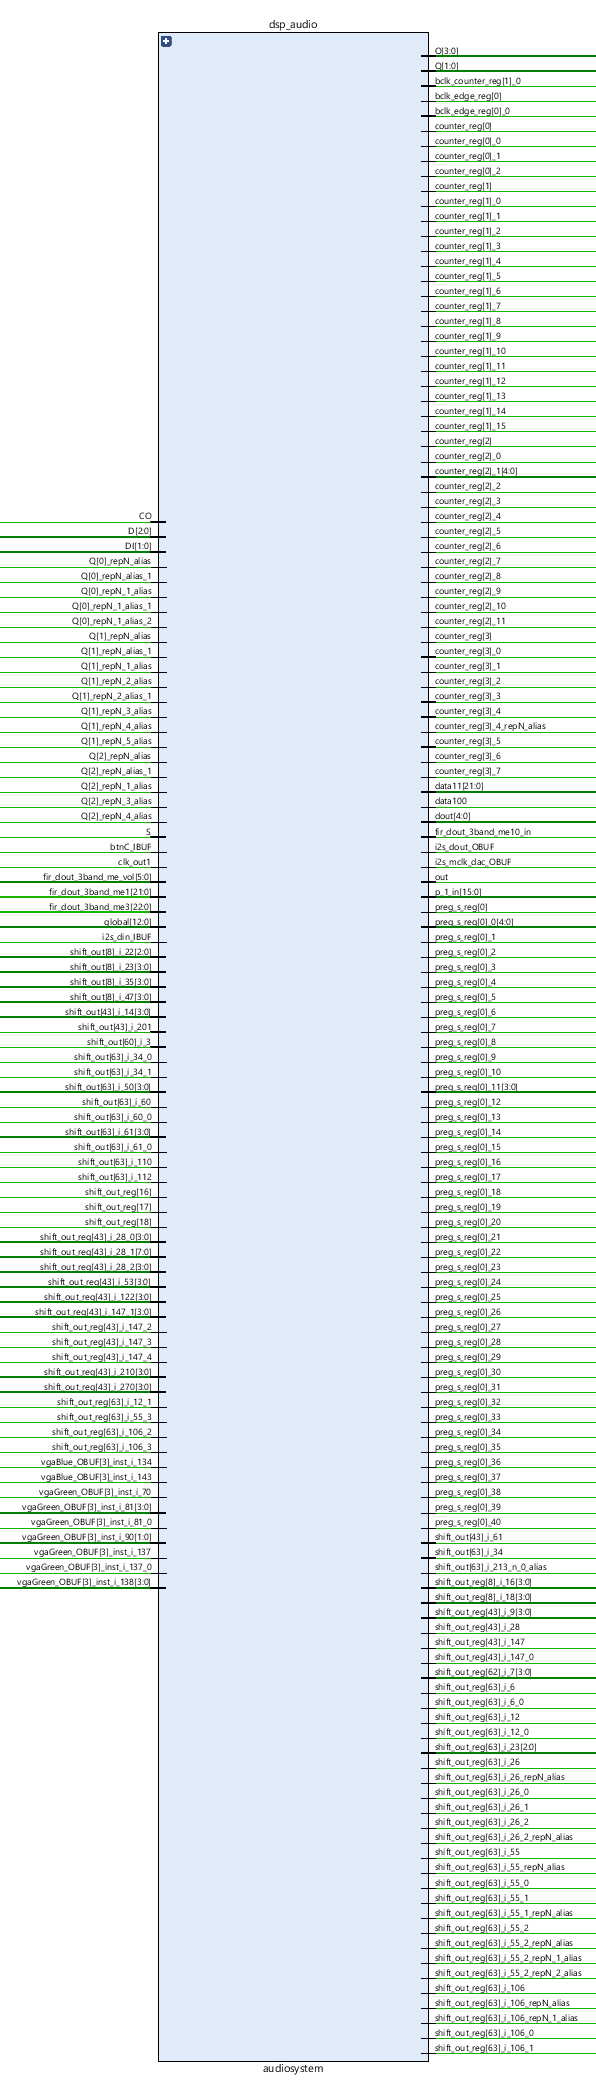 dsp_audio
O[3:0]
Q[1:0]
bclk_counter_reg[1]_0
bclk_edge_reg[0]
bclk_edge_reg[0]_0
counter_reg[0]
counter_reg[0]_0
counter_reg[0]_1
counter_reg[0]_2
counter_reg[1]
counter_reg[1]_0
counter_reg[1]_1
counter_reg[1]_2
counter_reg[1]_3
counter_reg[1]_4
counter_reg[1]_5
counter_reg[1]_6
counter_reg[1]_7
counter_reg[1]_8
counter_reg[1]_9
counter_reg[1]_10
counter_reg[1]_11
counter_reg[1]_12
counter_reg[1]_13
counter_reg[1]_14
counter_reg[1]_15
counter_reg[2]
counter_reg[2]_0
counter_reg[2]_1[4:0]
counter_reg[2]_2
counter_reg[2]_3
counter_reg[2]_4
counter_reg[2]_5
counter_reg[2]_6
counter_reg[2]_7
counter_reg[2]_8
counter_reg[2]_9
counter_reg[2]_10
counter_reg[2]_11
counter_reg[3]
counter_reg[3]_0
counter_reg[3]_1
counter_reg[3]_2
counter_reg[3]_3
counter_reg[3]_4
counter_reg[3]_4_repN_alias
counter_reg[3]_5
counter_reg[3]_6
counter_reg[3]_7
data11[21:0]
data100
dout[4:0]
fir_dout_3band_me10_in
i2s_dout_OBUF
i2s_mclk_dac_OBUF
out
p_1_in[15:0]
preg_s_reg[0]
preg_s_reg[0]_0[4:0]
preg_s_reg[0]_1
preg_s_reg[0]_2
preg_s_reg[0]_3
preg_s_reg[0]_4
preg_s_reg[0]_5
preg_s_reg[0]_6
preg_s_reg[0]_7
preg_s_reg[0]_8
preg_s_reg[0]_9
preg_s_reg[0]_10
preg_s_reg[0]_11[3:0]
preg_s_reg[0]_12
preg_s_reg[0]_13
preg_s_reg[0]_14
preg_s_reg[0]_15
preg_s_reg[0]_16
preg_s_reg[0]_17
preg_s_reg[0]_18
preg_s_reg[0]_19
preg_s_reg[0]_20
preg_s_reg[0]_21
preg_s_reg[0]_22
preg_s_reg[0]_23
preg_s_reg[0]_24
preg_s_reg[0]_25
preg_s_reg[0]_26
preg_s_reg[0]_27
preg_s_reg[0]_28
preg_s_reg[0]_29
preg_s_reg[0]_30
preg_s_reg[0]_31
preg_s_reg[0]_32
preg_s_reg[0]_33
preg_s_reg[0]_34
preg_s_reg[0]_35
preg_s_reg[0]_36
preg_s_reg[0]_37
preg_s_reg[0]_38
preg_s_reg[0]_39
preg_s_reg[0]_40
shift_out[43]_i_61
shift_out[63]_i_34
shift_out[63]_i_213_n_0_alias
shift_out_reg[8]_i_16[3:0]
shift_out_reg[8]_i_18[3:0]
shift_out_reg[43]_i_9[3:0]
shift_out_reg[43]_i_28
shift_out_reg[43]_i_147
shift_out_reg[43]_i_147_0
shift_out_reg[62]_i_7[3:0]
shift_out_reg[63]_i_6
shift_out_reg[63]_i_6_0
shift_out_reg[63]_i_12
shift_out_reg[63]_i_12_0
shift_out_reg[63]_i_23[2:0]
shift_out_reg[63]_i_26
shift_out_reg[63]_i_26_repN_alias
shift_out_reg[63]_i_26_0
shift_out_reg[63]_i_26_1
shift_out_reg[63]_i_26_2
shift_out_reg[63]_i_26_2_repN_alias
shift_out_reg[63]_i_55
shift_out_reg[63]_i_55_repN_alias
shift_out_reg[63]_i_55_0
shift_out_reg[63]_i_55_1
shift_out_reg[63]_i_55_1_repN_alias
shift_out_reg[63]_i_55_2
shift_out_reg[63]_i_55_2_repN_alias
shift_out_reg[63]_i_55_2_repN_1_alias
shift_out_reg[63]_i_55_2_repN_2_alias
shift_out_reg[63]_i_106
shift_out_reg[63]_i_106_repN_alias
shift_out_reg[63]_i_106_repN_1_alias
shift_out_reg[63]_i_106_0
shift_out_reg[63]_i_106_1
CO
D[2:0]
DI[1:0]
Q[0]_repN_alias
Q[0]_repN_alias_1
Q[0]_repN_1_alias
Q[0]_repN_1_alias_1
Q[0]_repN_1_alias_2
Q[1]_repN_alias
Q[1]_repN_alias_1
Q[1]_repN_1_alias
Q[1]_repN_2_alias
Q[1]_repN_2_alias_1
Q[1]_repN_3_alias
Q[1]_repN_4_alias
Q[1]_repN_5_alias
Q[2]_repN_alias
Q[2]_repN_alias_1
Q[2]_repN_1_alias
Q[2]_repN_3_alias
Q[2]_repN_4_alias
S
btnC_IBUF
clk_out1
fir_dout_3band_me_vol[5:0]
fir_dout_3band_me1[21:0]
fir_dout_3band_me3[22:0]
global[12:0]
i2s_din_IBUF
shift_out[8]_i_22[2:0]
shift_out[8]_i_23[3:0]
shift_out[8]_i_35[3:0]
shift_out[8]_i_47[3:0]
shift_out[43]_i_14[3:0]
shift_out[43]_i_201
shift_out[60]_i_3
shift_out[63]_i_34_0
shift_out[63]_i_34_1
shift_out[63]_i_50[3:0]
shift_out[63]_i_60
shift_out[63]_i_60_0
shift_out[63]_i_61[3:0]
shift_out[63]_i_61_0
shift_out[63]_i_110
shift_out[63]_i_112
shift_out_reg[16]
shift_out_reg[17]
shift_out_reg[18]
shift_out_reg[43]_i_28_0[3:0]
shift_out_reg[43]_i_28_1[7:0]
shift_out_reg[43]_i_28_2[3:0]
shift_out_reg[43]_i_53[3:0]
shift_out_reg[43]_i_122[3:0]
shift_out_reg[43]_i_147_1[3:0]
shift_out_reg[43]_i_147_2
shift_out_reg[43]_i_147_3
shift_out_reg[43]_i_147_4
shift_out_reg[43]_i_210[3:0]
shift_out_reg[43]_i_270[3:0]
shift_out_reg[63]_i_12_1
shift_out_reg[63]_i_55_3
shift_out_reg[63]_i_106_2
shift_out_reg[63]_i_106_3
vgaBlue_OBUF[3]_inst_i_134
vgaBlue_OBUF[3]_inst_i_143
vgaGreen_OBUF[3]_inst_i_70
vgaGreen_OBUF[3]_inst_i_81[3:0]
vgaGreen_OBUF[3]_inst_i_81_0
vgaGreen_OBUF[3]_inst_i_90[1:0]
vgaGreen_OBUF[3]_inst_i_137
vgaGreen_OBUF[3]_inst_i_137_0
vgaGreen_OBUF[3]_inst_i_138[3:0]
audiosystem